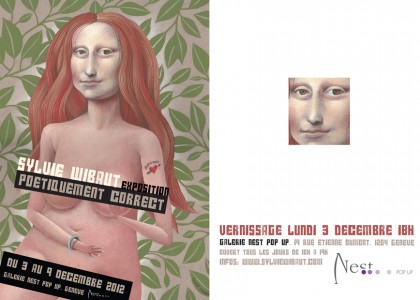 SYLVIE WIBAUT
EXPOSITION
POETIQUEMENT CORRECT
DU 3 AU 9 DECEMBRE 2012
GALERIE NEST POP UP GENEVE
VERNISSAGE LUNDI 3 DECEMBRE 18H
GALERIE NEST POP UP, 14 RUE ETIENNE DUMONT, 1204 GENEVE
OUVERT TOUS LES JOURS DE 10H A 19H
INFOS: WWW.SYLVIEWIBAUT.COM
Nest POP UP